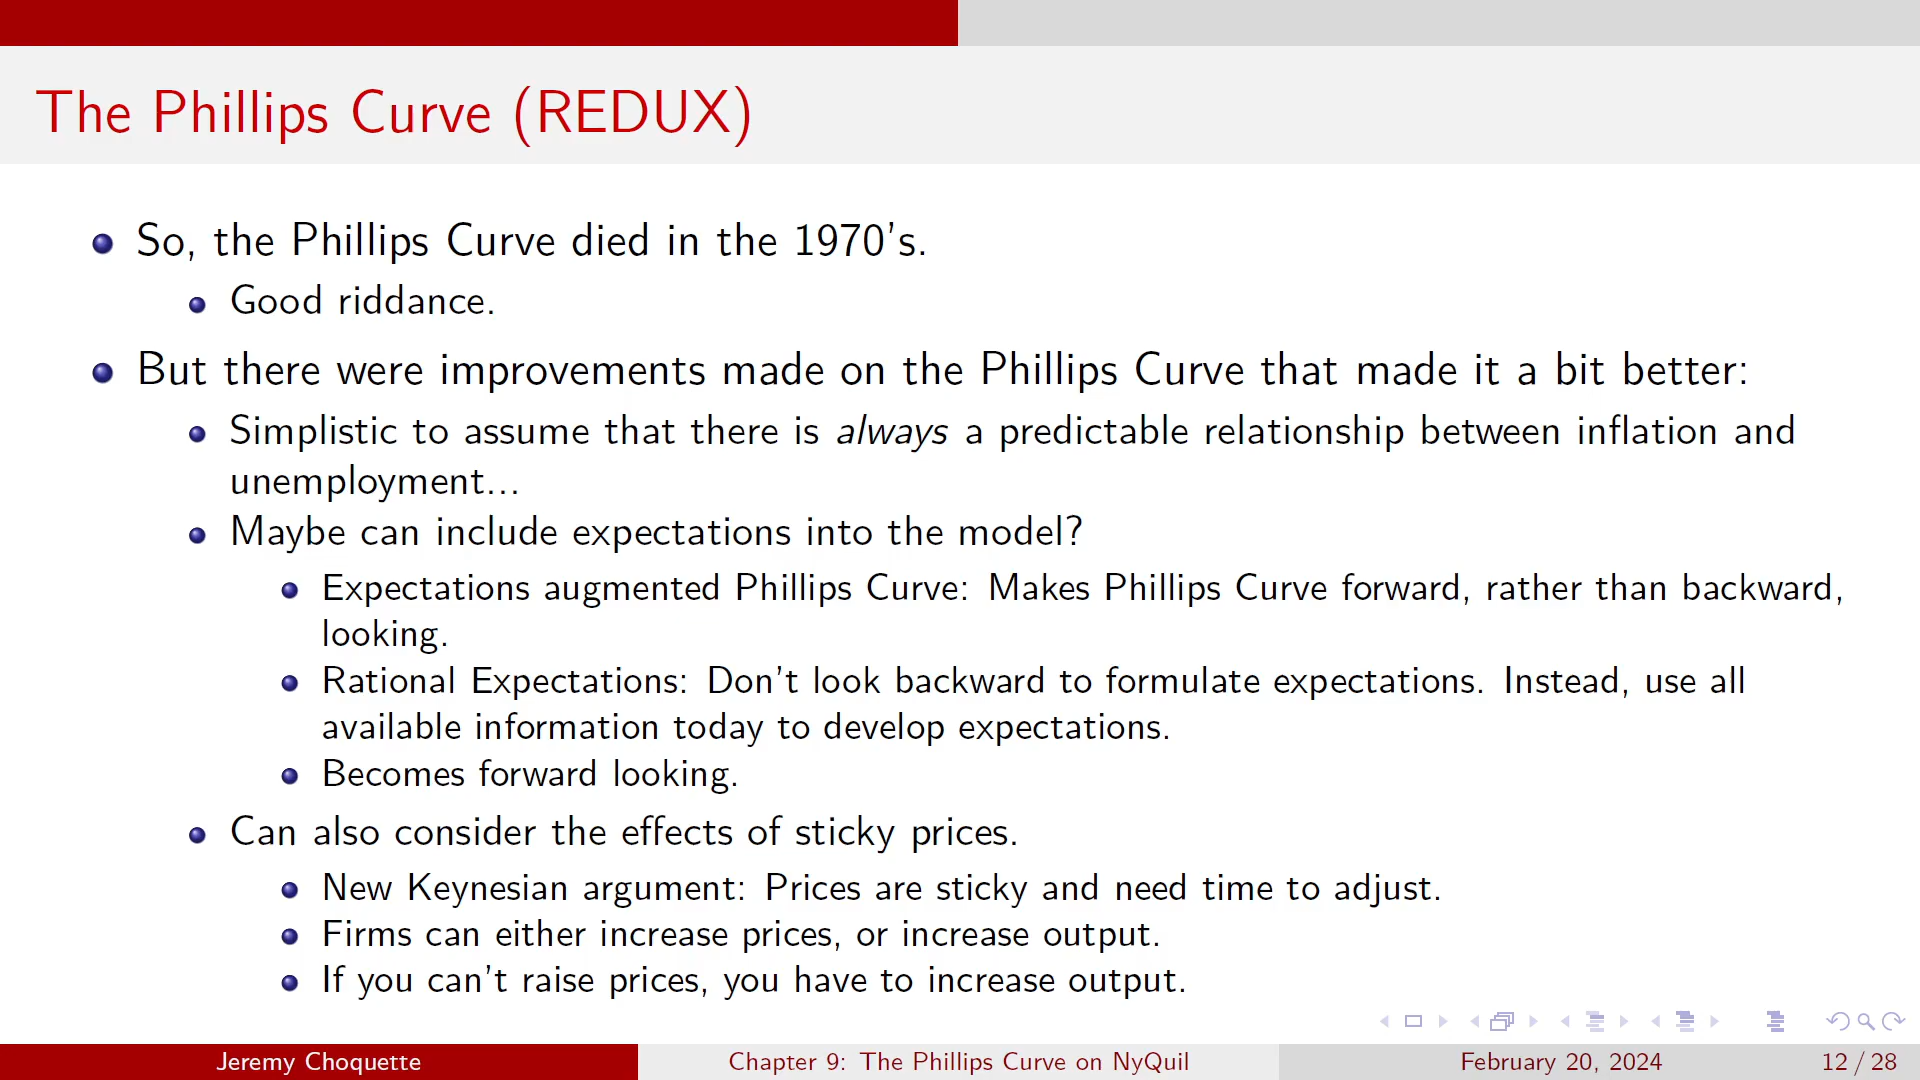 The Phillips Curve (REDUX)
So, the Phillips Curve died in the 1970's.
Good riddance.
But there were improvements made on the Phillips Curve that made it a bit better:
Simplistic to assume that there is always a predictable relationship between inflation and
unemployment...
Maybe can include expectations into the model?
Expectations augmented Phillips Curve: Makes Phillips Curve forward, rather than backward,
looking.
Rational Expectations: Don't look backward to formulate expectations. Instead, use all
available information today to develop expectations.
Becomes forward looking.
Can also consider the effects of sticky prices.
New Keynesian argument: Prices are sticky and need time to adjust.
Firms can either increase prices, or increase output.
If you can't raise prices, you have to increase output.
Jeremy Choquette
Chapter 9: The Phillips Curve on NyQuil
February 20, 2024
12 / 28